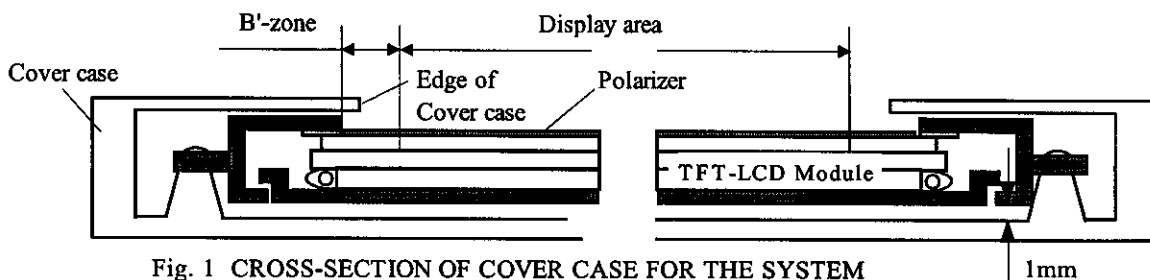 B'-zone
Display area
Cover case
Edge of
Cover case
Polarizer
TFT-LCD Module
Fig. 1 CROSS-SECTION OF COVER CASE FOR THE SYSTEM
1mm